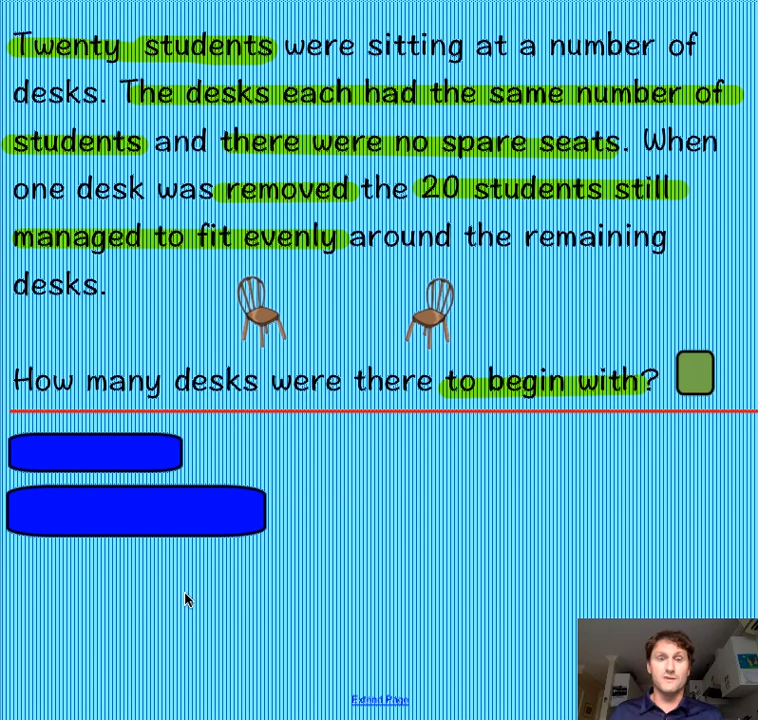 Twenty students were sitting at a number of
desks. The desks each had the same number of
students and there were no spare seats. When
one desk was removed the 20 students still
managed to fit evenly around the remaining
desks.
How many desks were there to begin with?
Extend Page